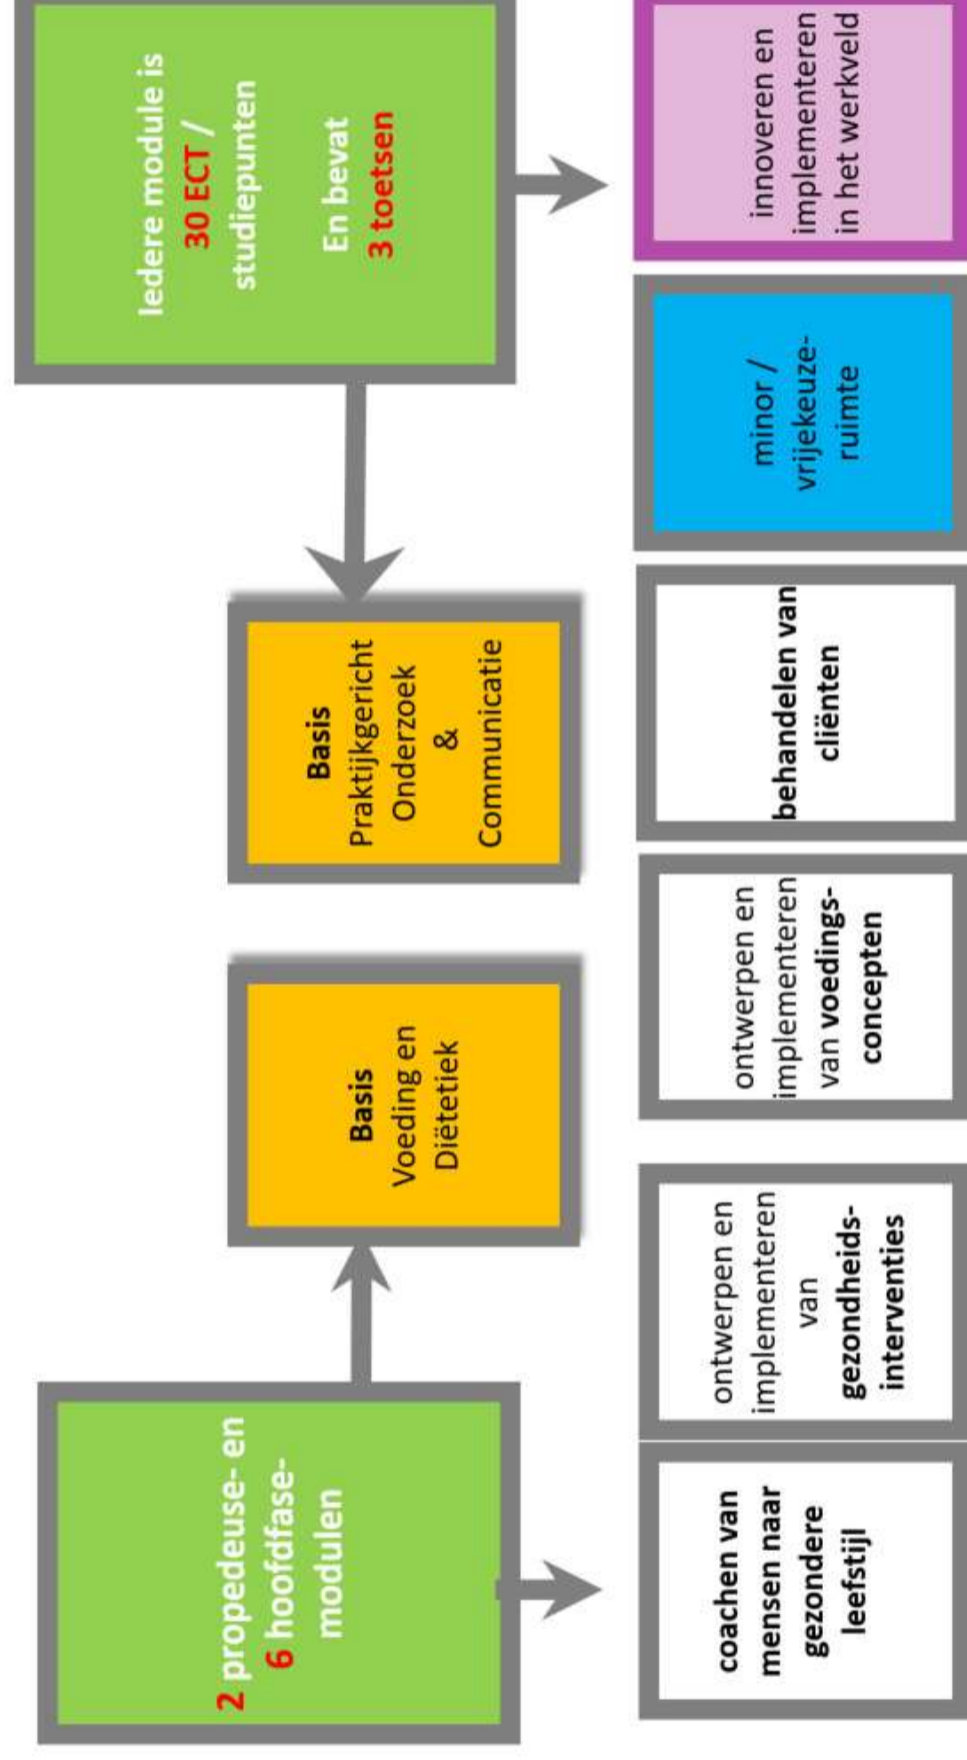 2 propedeuse- en
6 hoofdfase-
modulen
Basis
Voeding en
Diëtetiek
Basis
Praktijkgericht
Onderzoek
&
Communicatie
Iedere module is
30 ECT /
studiepunten
En bevat
3 toetsen
coachen van
mensen naar
gezondere
leefstijl
ontwerpen en
implementeren
van
gezondheids-
interventies
ontwerpen en
implementeren
van voedings-
concepten
behandelen van
cliënten
minor /
vrijekeuze-
ruimte
innoveren en
implementeren
in het werkveld